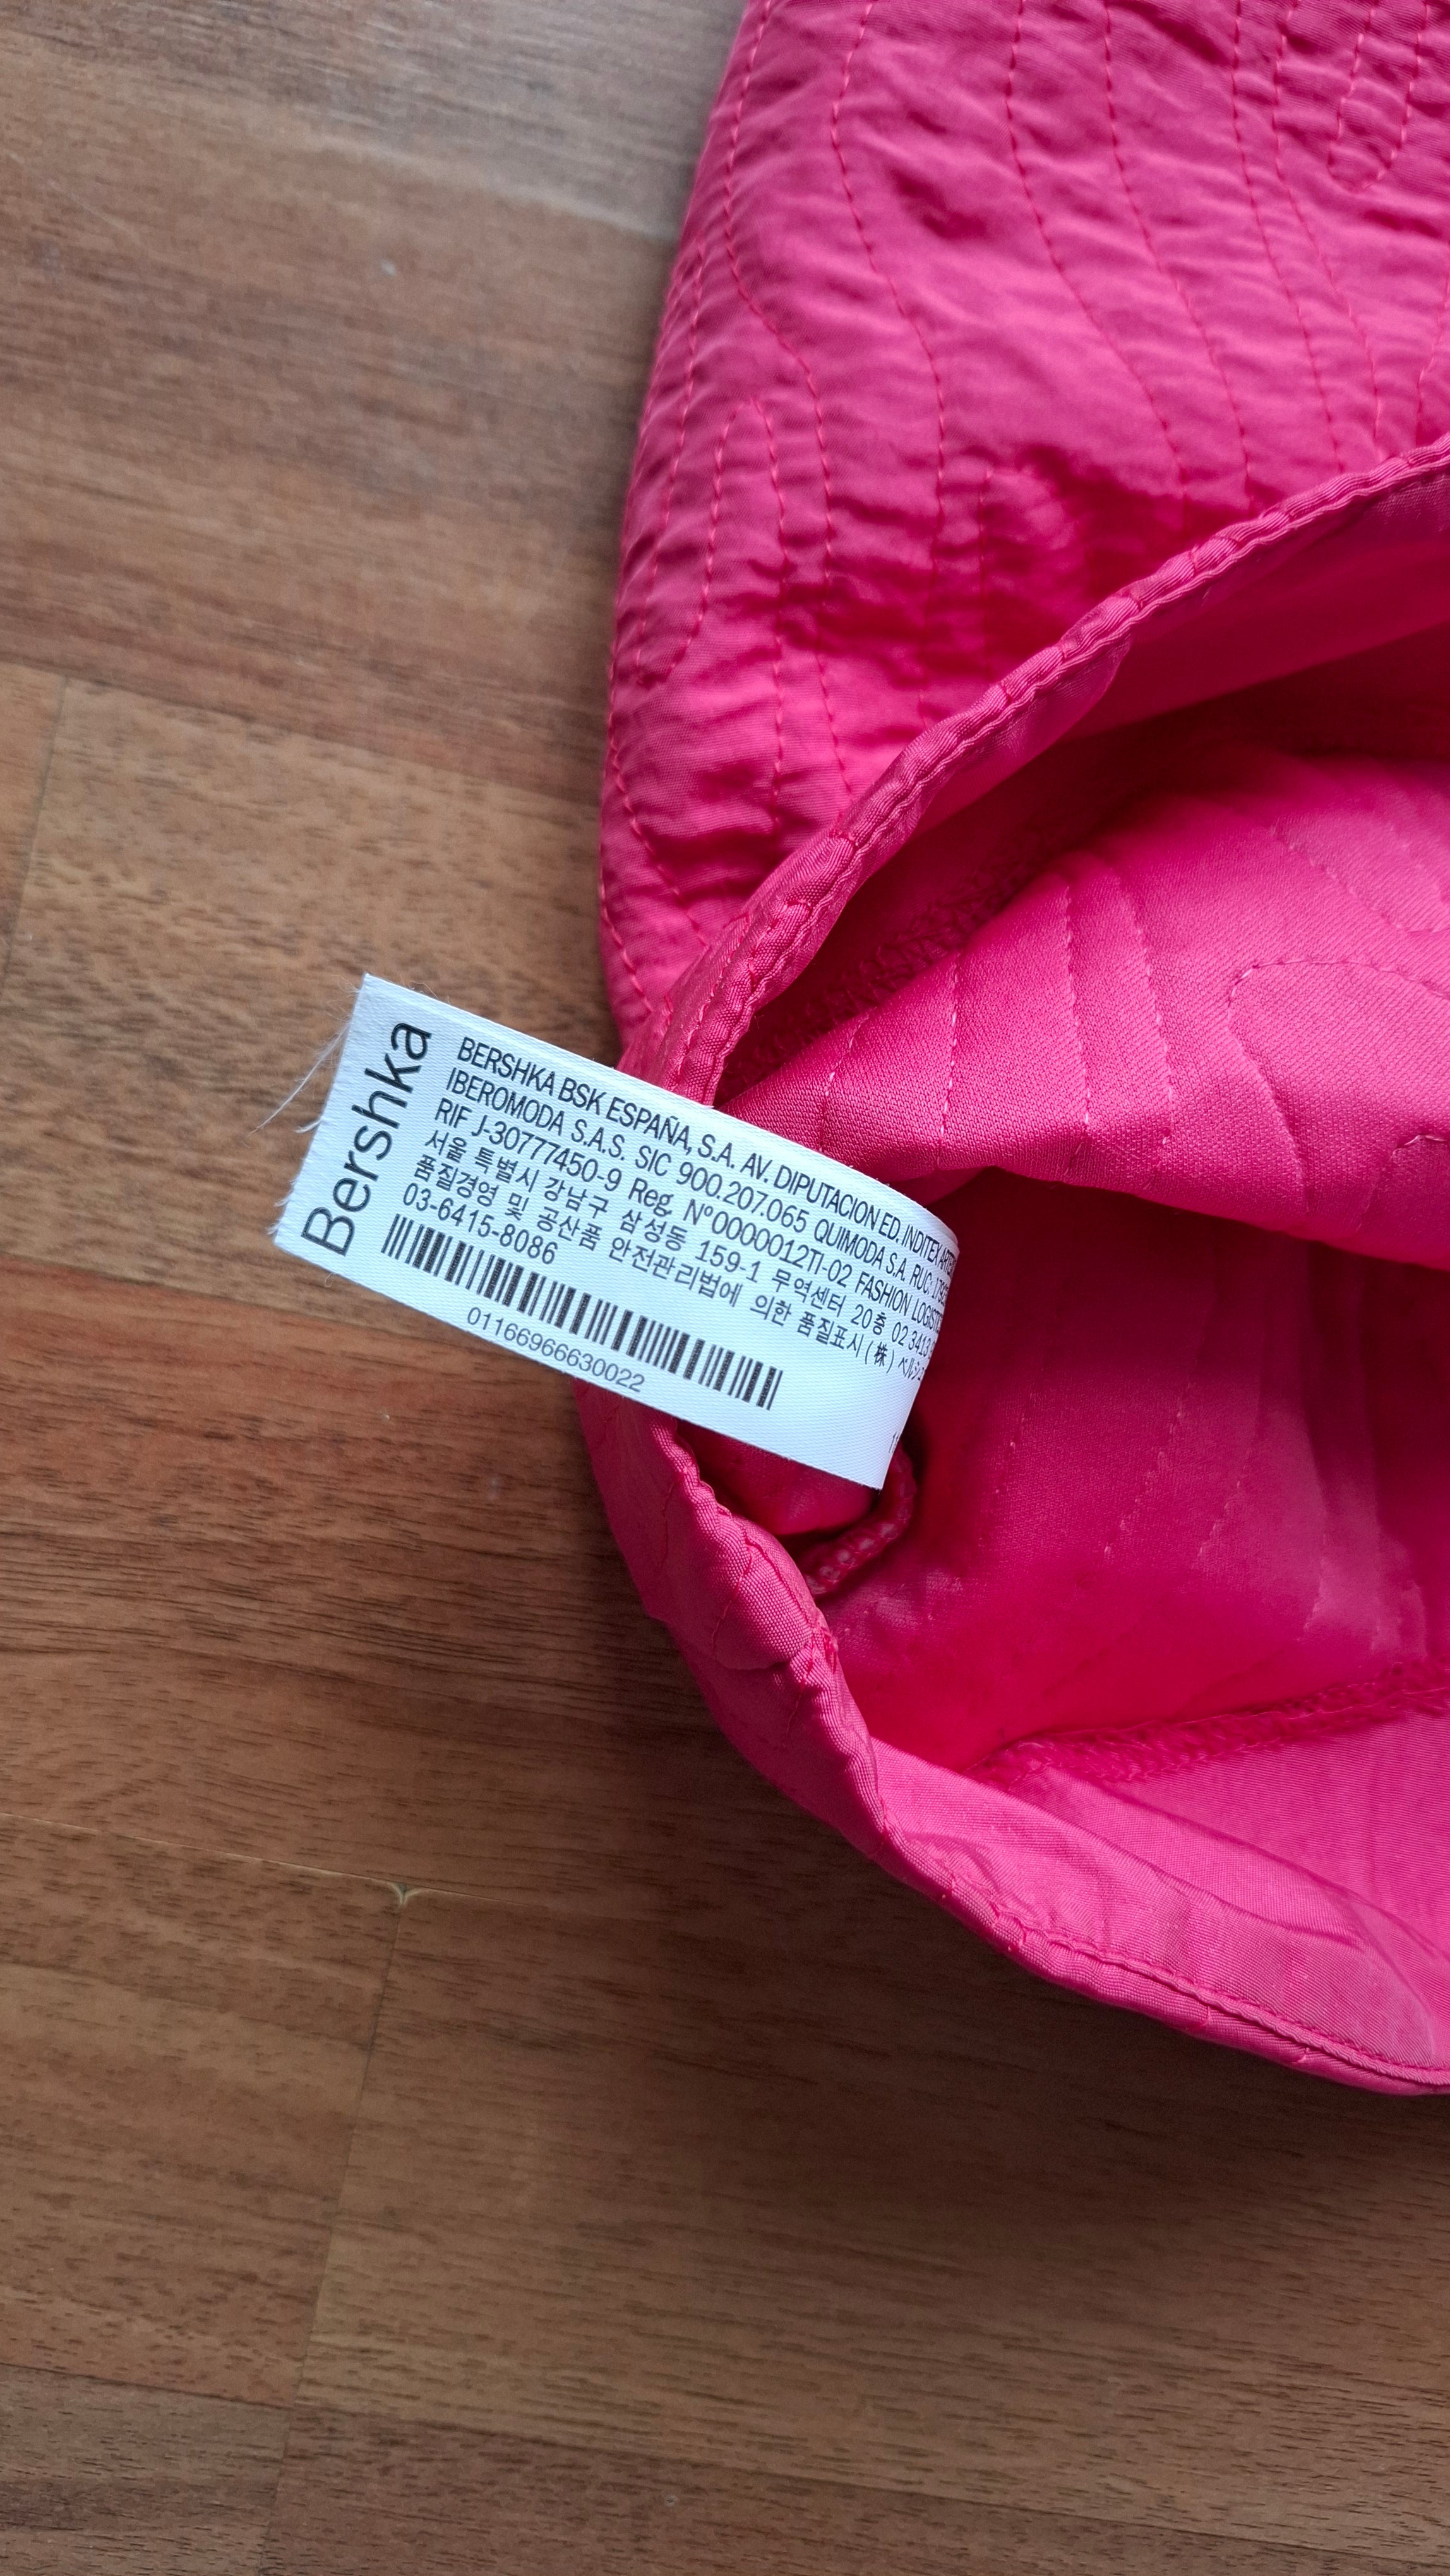 Bershka
BERSHKA BSK ESPAÑA, S.A. AV. DIPUTACION ED. INDITEX
IBEROMODA S.A.S. SIC 900.207.065 QUIMODA S.A. RUC:
RIF J-30777450-9 Reg. Nº0000012TI-02 FASHION
서울 특별시 강남구 삼성동 159-1 무역센터 20층 02 3413
품질경영 및 공산품 안전관리법에 의한 품질표시 (株)
03-6415-8086
01166966630022